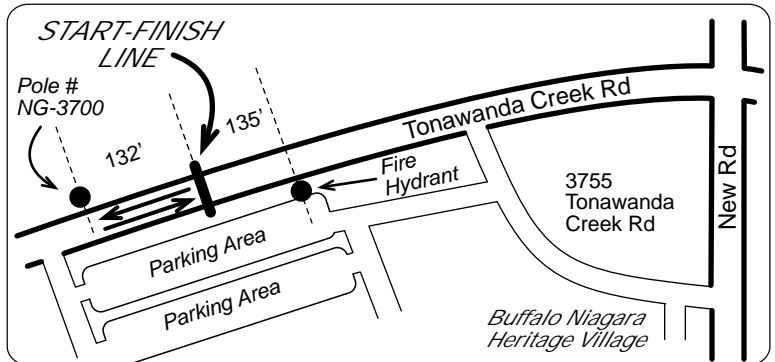 START-FINISH
LINE
Pole #
NG-3700
132'
135'
Tonawanda Creek Rd
Fire
Hydrant
3755
Tonawanda
Creek Rd
New Rd
Parking Area
Parking Area
Buffalo Niagara
Heritage Village